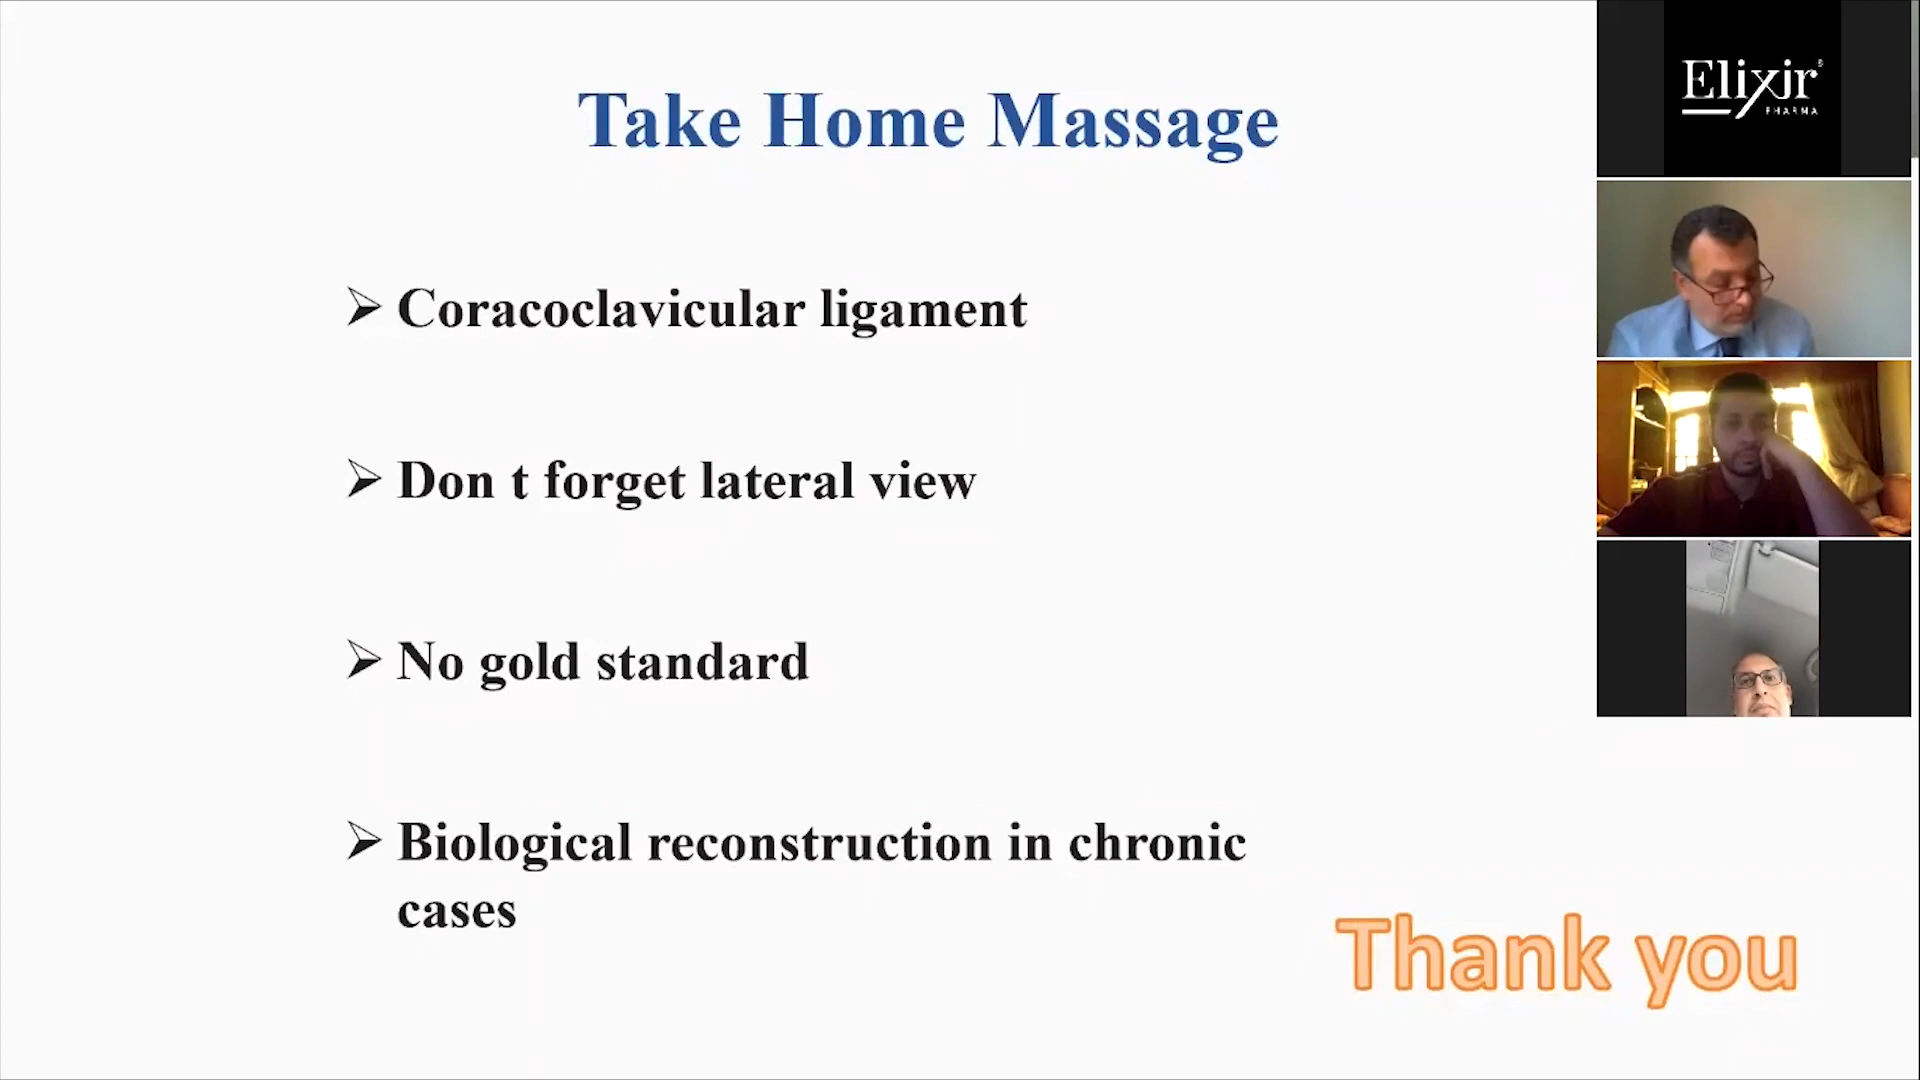 Take Home Massage
➢ Coracoclavicular ligament
➢ Don t forget lateral view
➢ No gold standard
➢ Biological reconstruction in chronic
cases
Thank you
Elixir
PHARMA